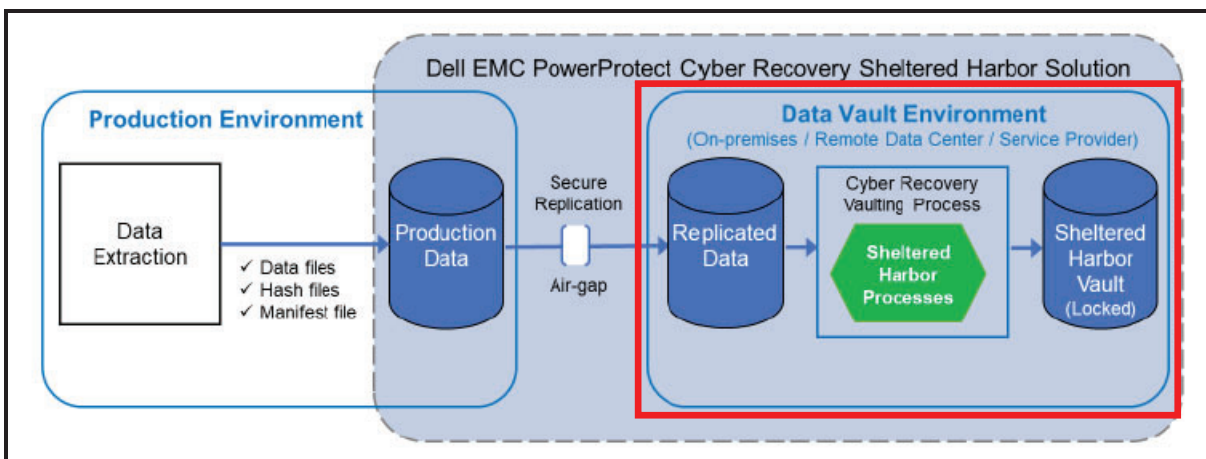 Dell EMC PowerProtect Cyber Recovery Sheltered Harbor Solution
Production Environment
Data
Extraction
✓ Data files
✓ Hash files
✓ Manifest file
Production
Data
Secure
Replication
Air-gap
Data Vault Environment
(On-premises / Remote Data Center / Service Provider)
Replicated
Data
Cyber Recovery
Vaulting Process
Sheltered
Harbor
Processes
Sheltered
Harbor
Vault
(Locked)